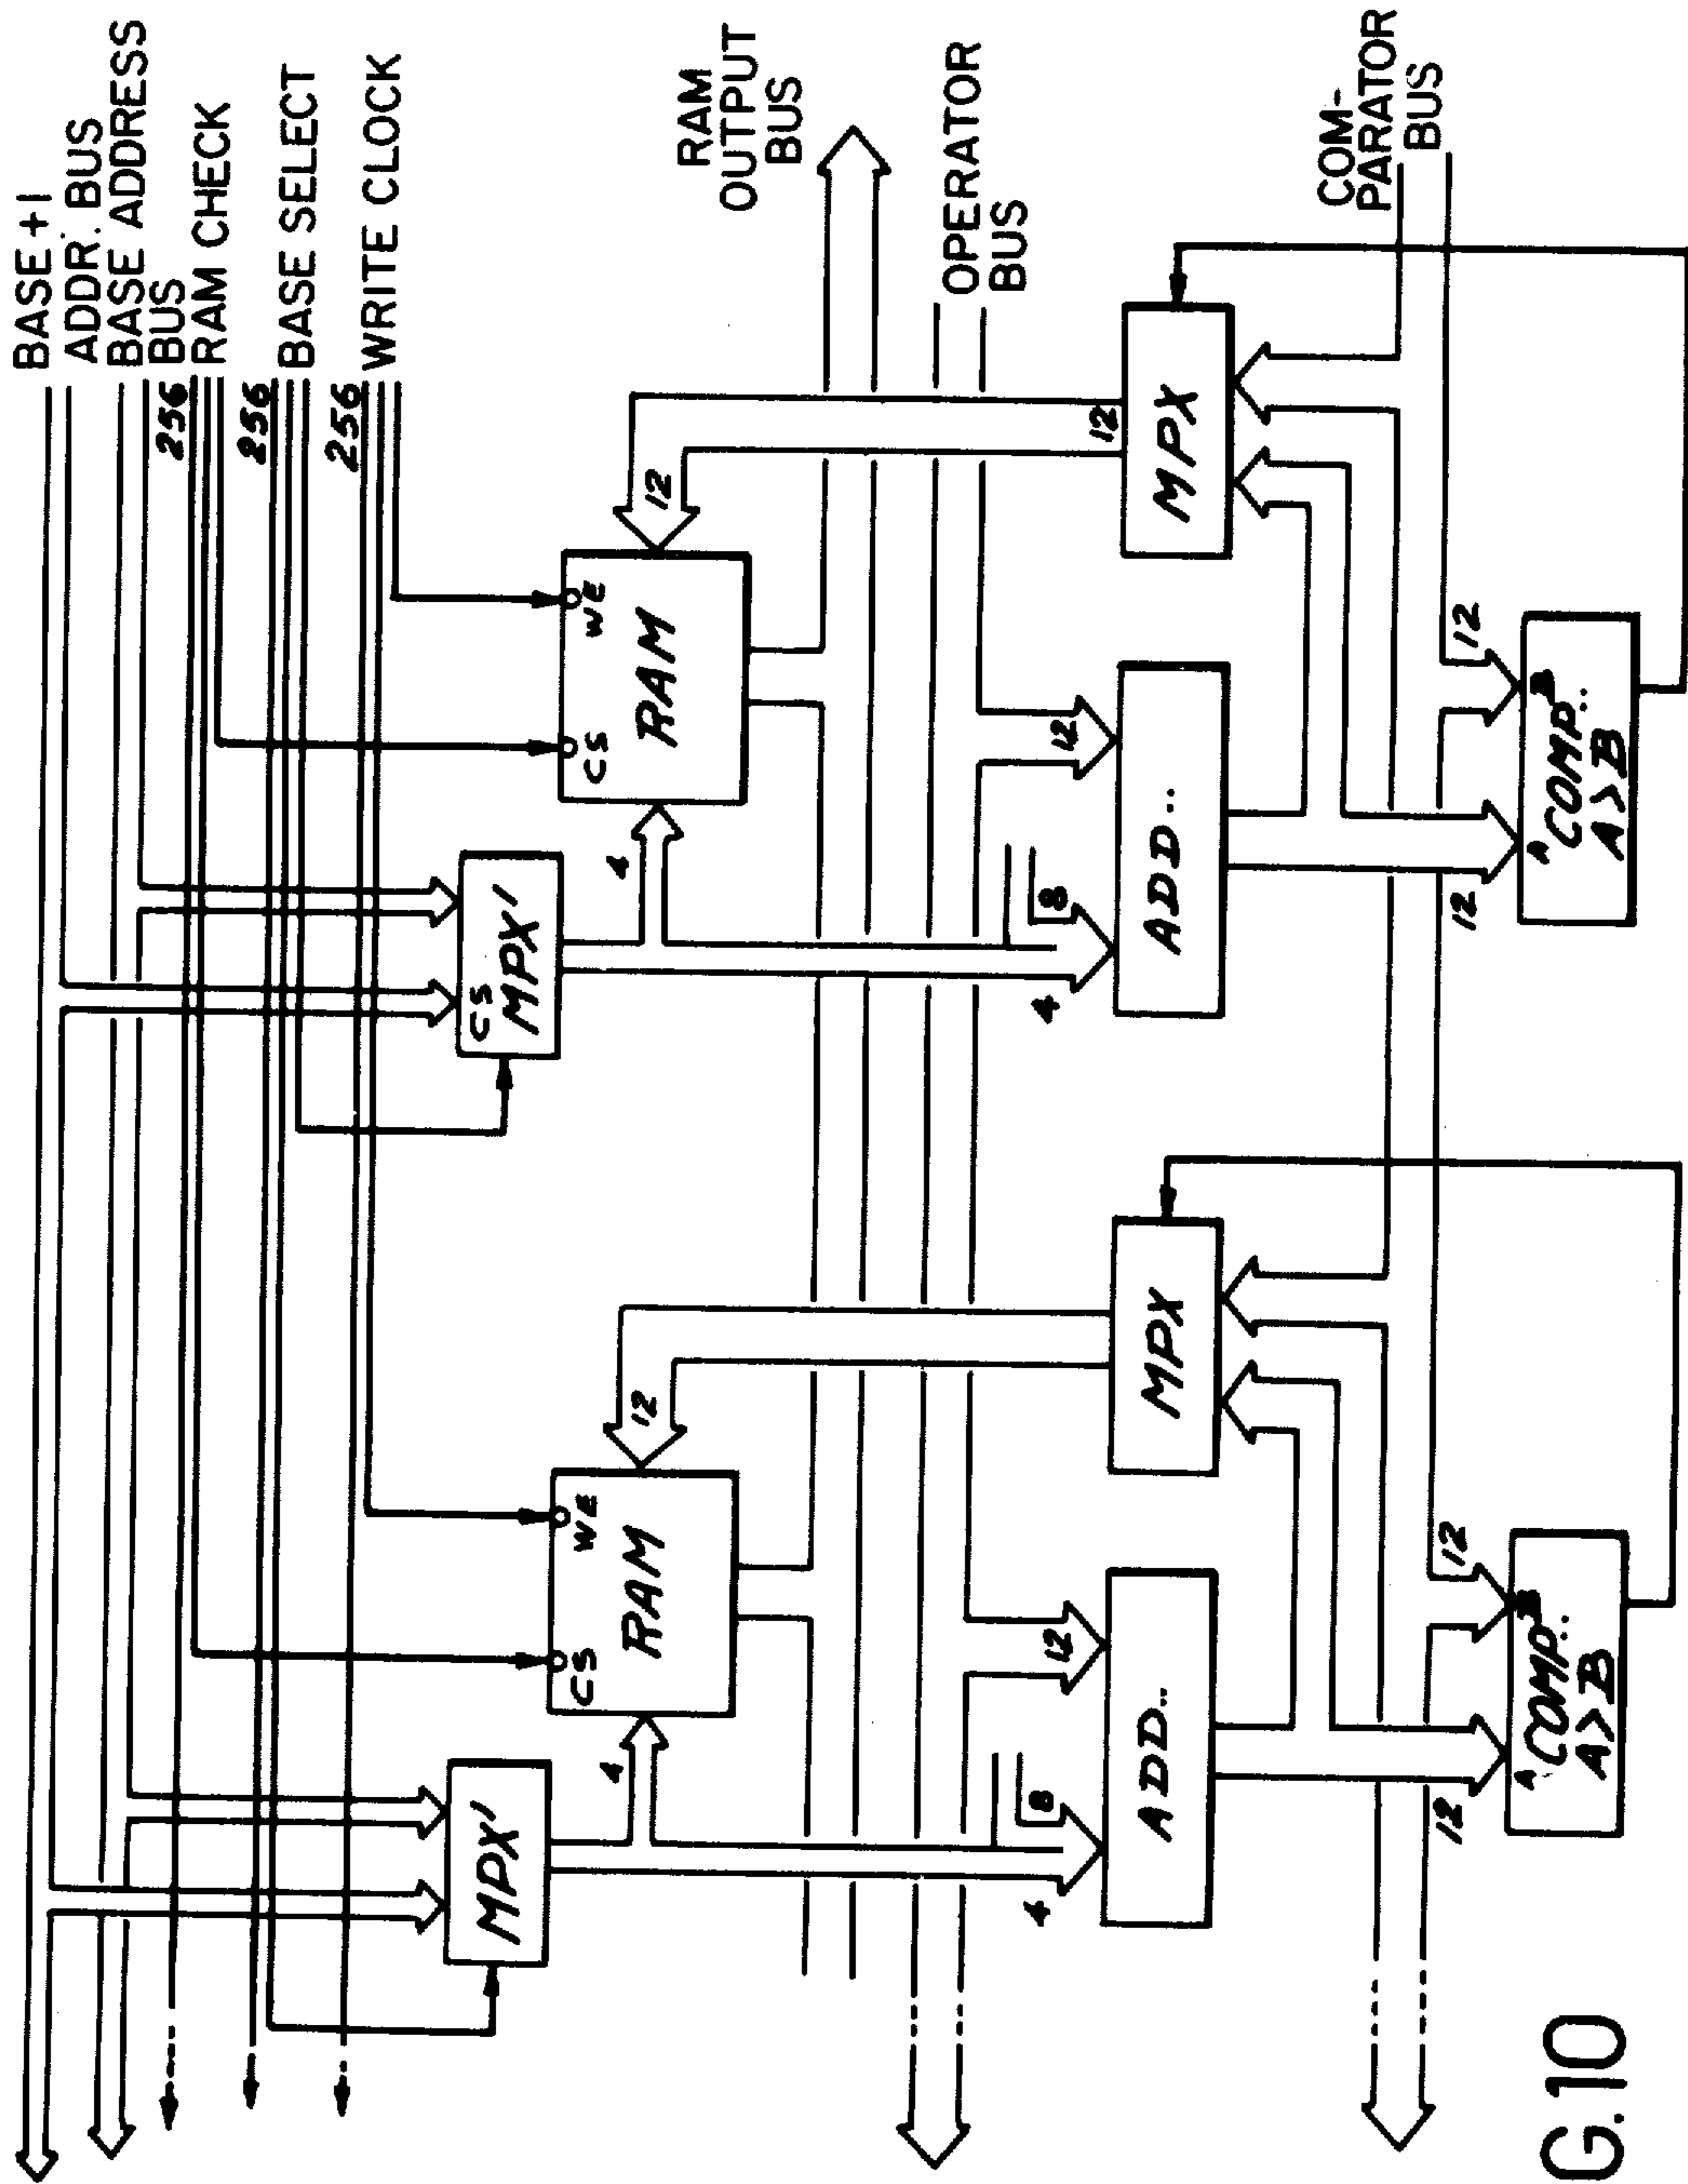 BASE+1
ADDR. BUS
BASE ADDRESS
BUS
256
RAM CHECK
256
BASE SELECT
256
WRITE CLOCK
RAM
OUTPUT
BUS
OPERATOR
BUS
COM-
PARATOR
BUS
MPX'
4
CS
WE
RAM
12
4
8
12
ADD..
MPX
12
12
A
B
COMP..
A>B
CS
MPX'
4
CS
WE
RAM
12
4
8
12
ADD..
12
MPX
12
12
A
B
COMP..
A>B
G.10